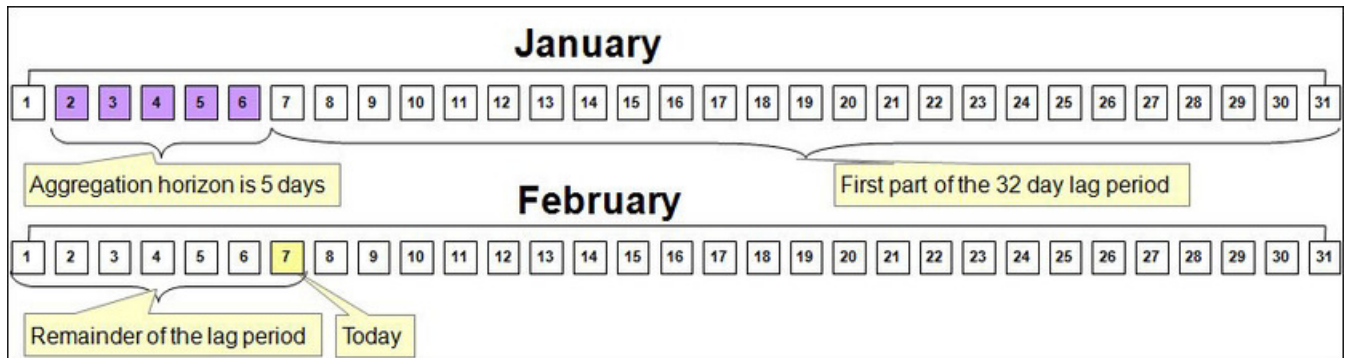 January
1 2 3 4 5 6 7 8 9 10 11 12 13 14 15 16 17 18 19 20 21 22 23 24 25 26 27 28 29 30 31
Aggregation horizon is 5 days
First part of the 32 day lag period
February
1 2 3 4 5 6 7 8 9 10 11 12 13 14 15 16 17 18 19 20 21 22 23 24 25 26 27 28 29 30 31
Remainder of the lag period
Today